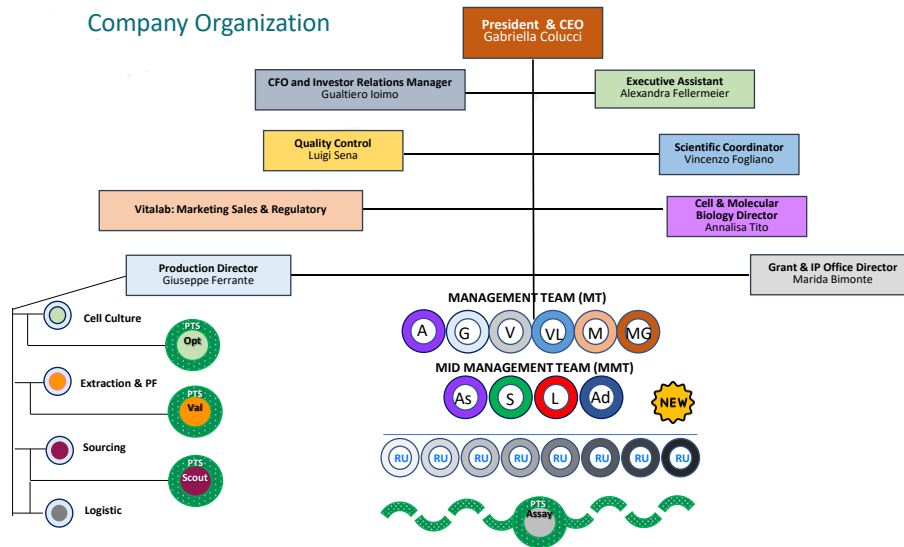 Company Organization
President & CEO
Gabriella Colucci
CFO and Investor Relations Manager
Gualtiero Ioimo
Executive Assistant
Alexandra Fellermeier
Quality Control
Luigi Sena
Scientific Coordinator
Vincenzo Fogliano
Vitalab: Marketing Sales & Regulatory
Cell & Molecular
Biology Director
Annalisa Tito
Production Director
Giuseppe Ferrante
Grant & IP Office Director
Marida Bimonte
MANAGEMENT TEAM (MT)
A G V VL M MG
MID MANAGEMENT TEAM (MMT)
As S L Ad
NEW
RU RU RU RU RU RU RU RU
PTS
Assay
Cell Culture
PTS
Opt
Extraction & PF
PTS
Val
Sourcing
PTS
Scout
Logistic